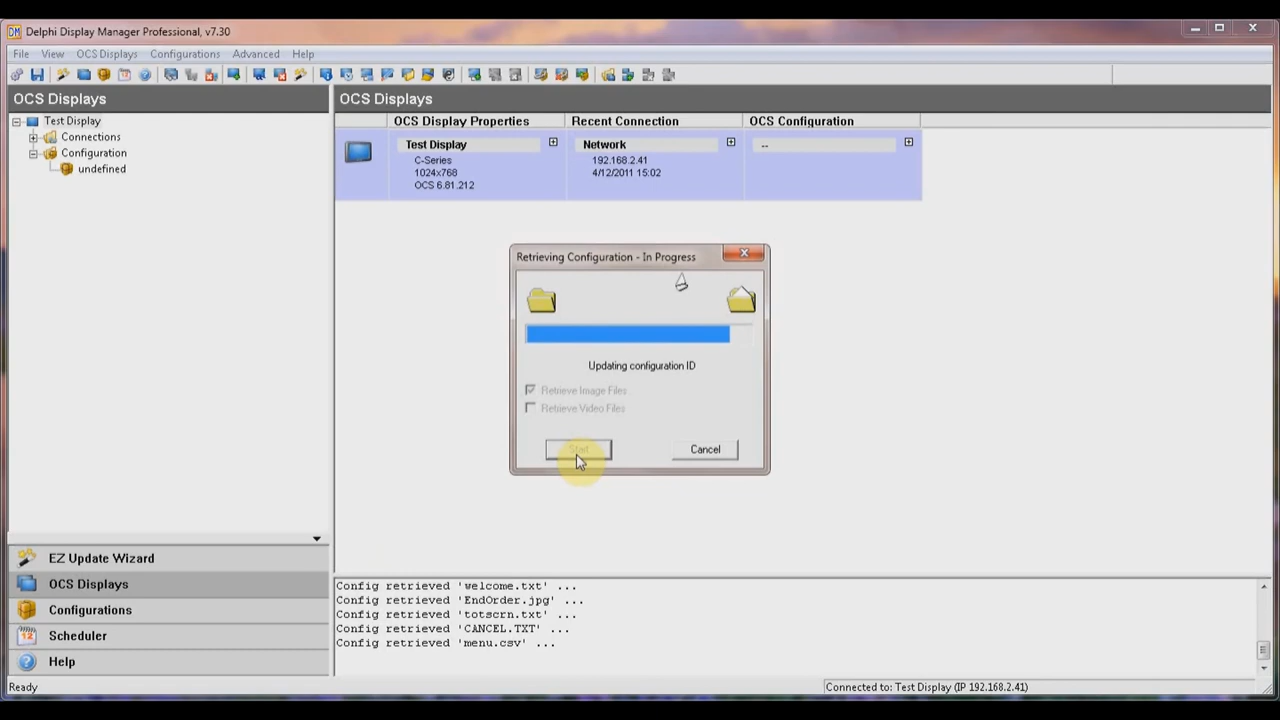 Delphi Display Manager Professional, v7.30
File View OCS Displays Configurations Advanced Help
OCS Displays
Test Display
Connections
Configuration
undefined
EZ Update Wizard
OCS Displays
Configurations
12 Scheduler
Help
OCS Displays
OCS Display Properties Recent Connection OCS Configuration
Test Display Network --
C-Series 192.168.2.41
1024x768 4/12/2011 15:02
OCS 6.81.212
Retrieving Configuration - In Progress
Updating configuration ID
Retrieve Image Files
Retrieve Video Files
Start Cancel
Config retrieved 'welcome.txt' ...
Config retrieved 'EndOrder.jpg' ...
Config retrieved 'totscrn.txt' ...
Config retrieved 'CANCEL.TXT' ...
Config retrieved 'menu.csv' ...
Ready Connected to: Test Display (IP 192.168.2.41)